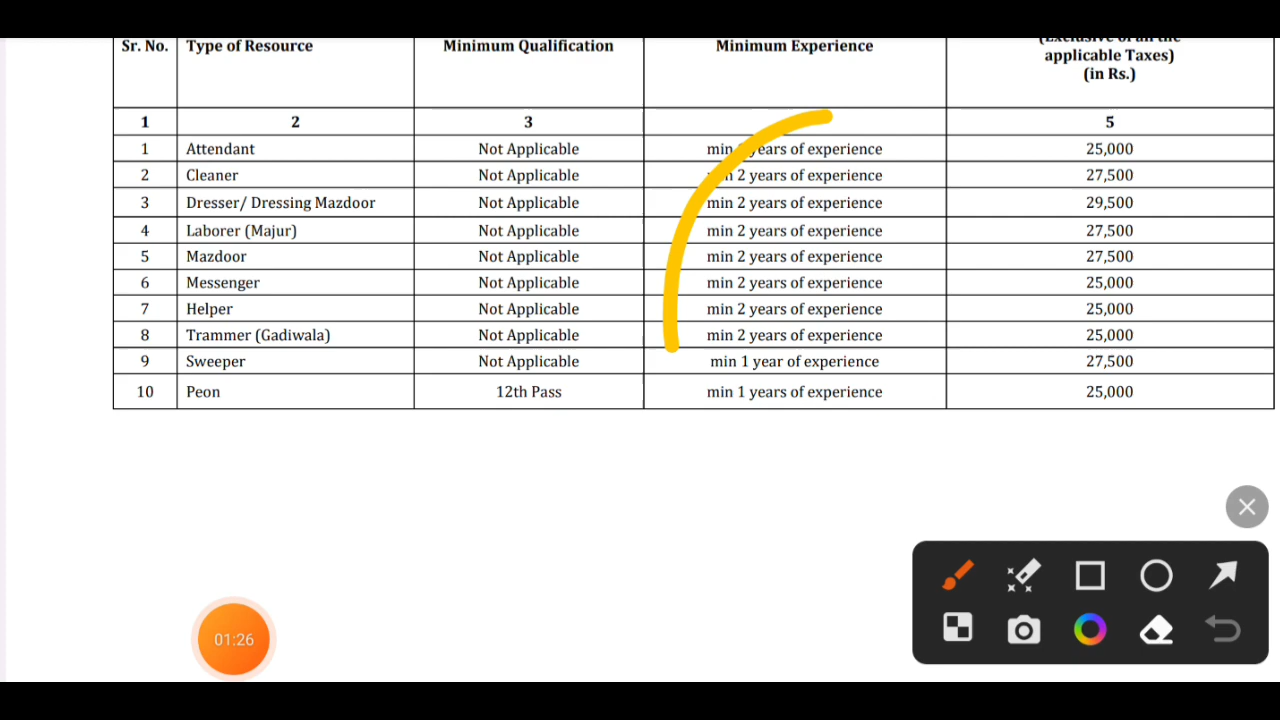 Sr. No. Type of Resource Minimum Qualification Minimum Experience
applicable Taxes)
(in Rs.)
1 2 3 5
1 Attendant Not Applicable min years of experience 25,000
2 Cleaner Not Applicable min 2 years of experience 27,500
3 Dresser/ Dressing Mazdoor Not Applicable min 2 years of experience 29,500
4 Laborer (Majur) Not Applicable min 2 years of experience 27,500
5 Mazdoor Not Applicable min 2 years of experience 27,500
6 Messenger Not Applicable min 2 years of experience 25,000
7 Helper Not Applicable min 2 years of experience 25,000
8 Trammer (Gadiwala) Not Applicable min 2 years of experience 25,000
9 Sweeper Not Applicable min 1 year of experience 27,500
10 Peon 12th Pass min 1 years of experience 25,000
01:26